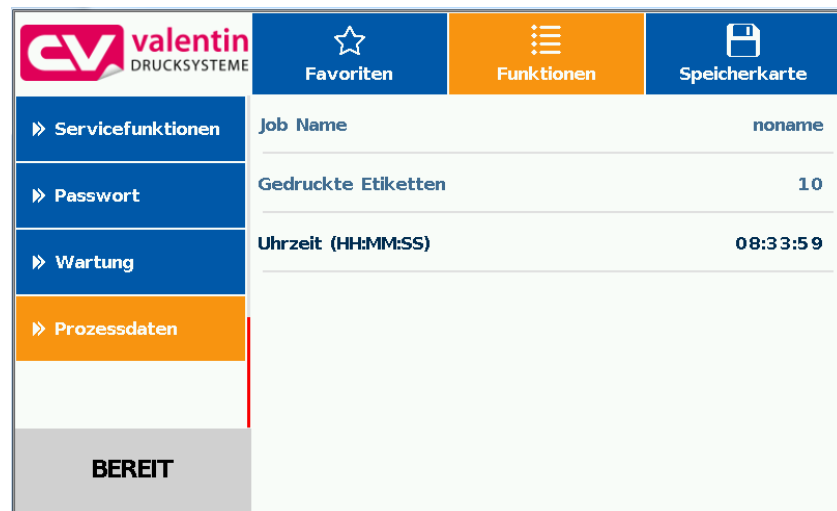 CV valentin
DRUCKSYSTEME
Favoriten
Funktionen
Speicherkarte
Servicefunktionen
Passwort
Wartung
Prozessdaten
BEREIT
Job Name noname
Gedruckte Etiketten 10
Uhrzeit (HH:MM:SS) 08:33:59